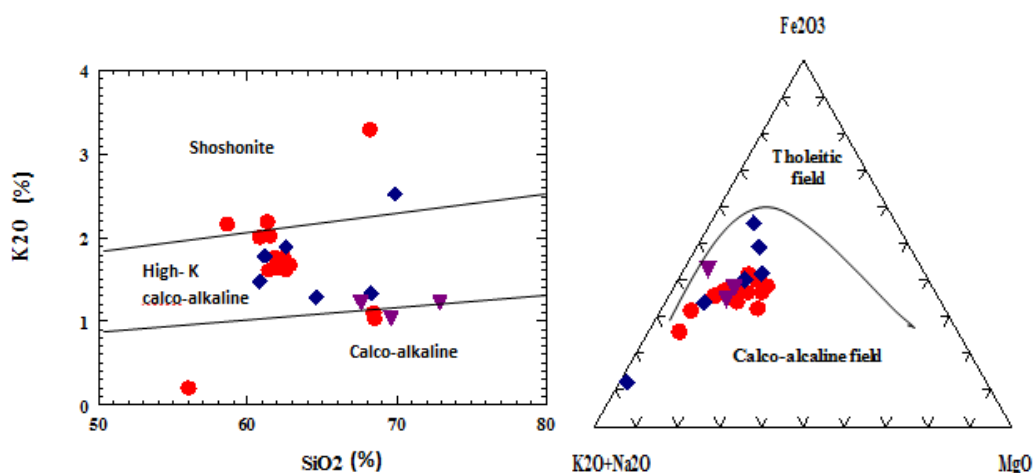 4
3
2
1
0
K2O (%)
Shoshonite
High- K
calco-alkaline
Calco-alkaline
50
60
70
80
SiO2 (%)
Fe2O3
Tholeitic
field
Calco-alcaline field
K2O+Na2O
MgO